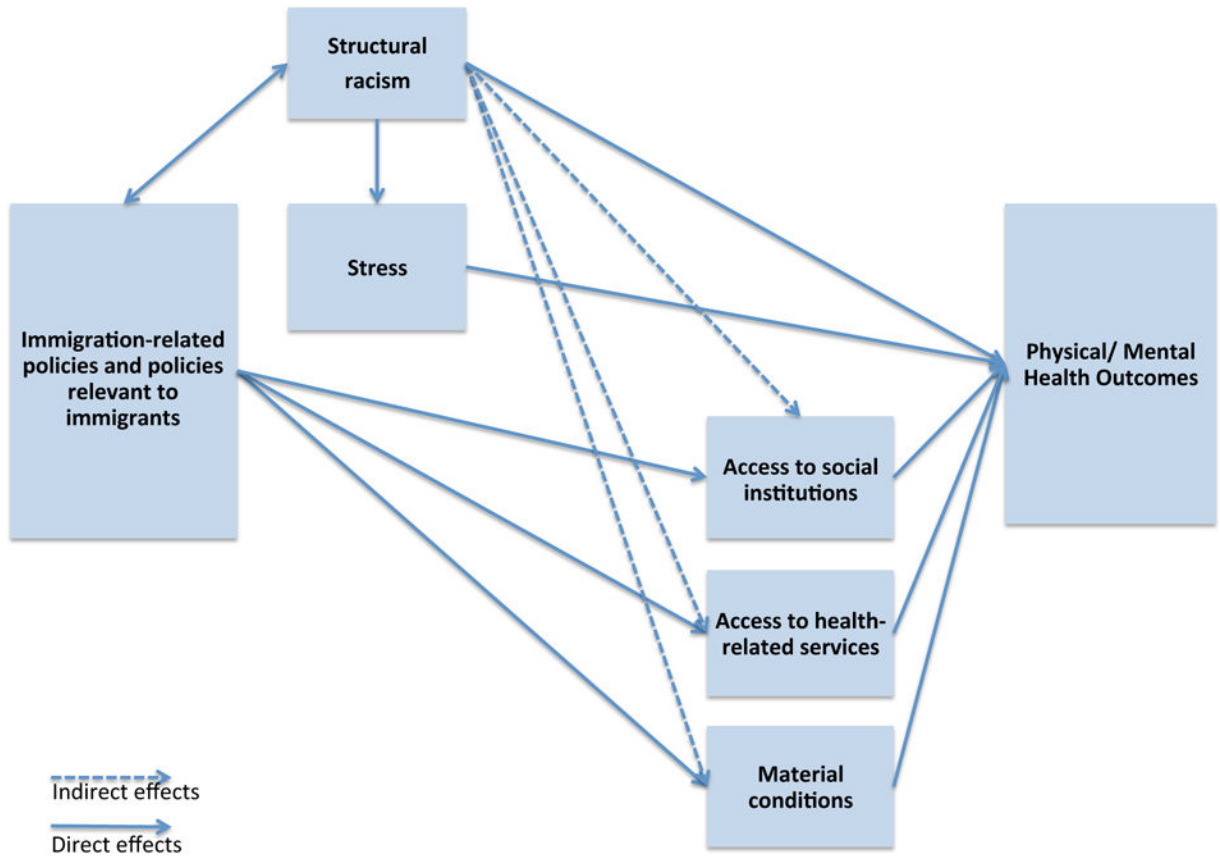 Structural
racism
Stress
Immigration-related
policies and policies
relevant to
immigrants
Physical/ Mental
Health Outcomes
Access to social
institutions
Access to health-
related services
Material
conditions
Indirect effects
Direct effects